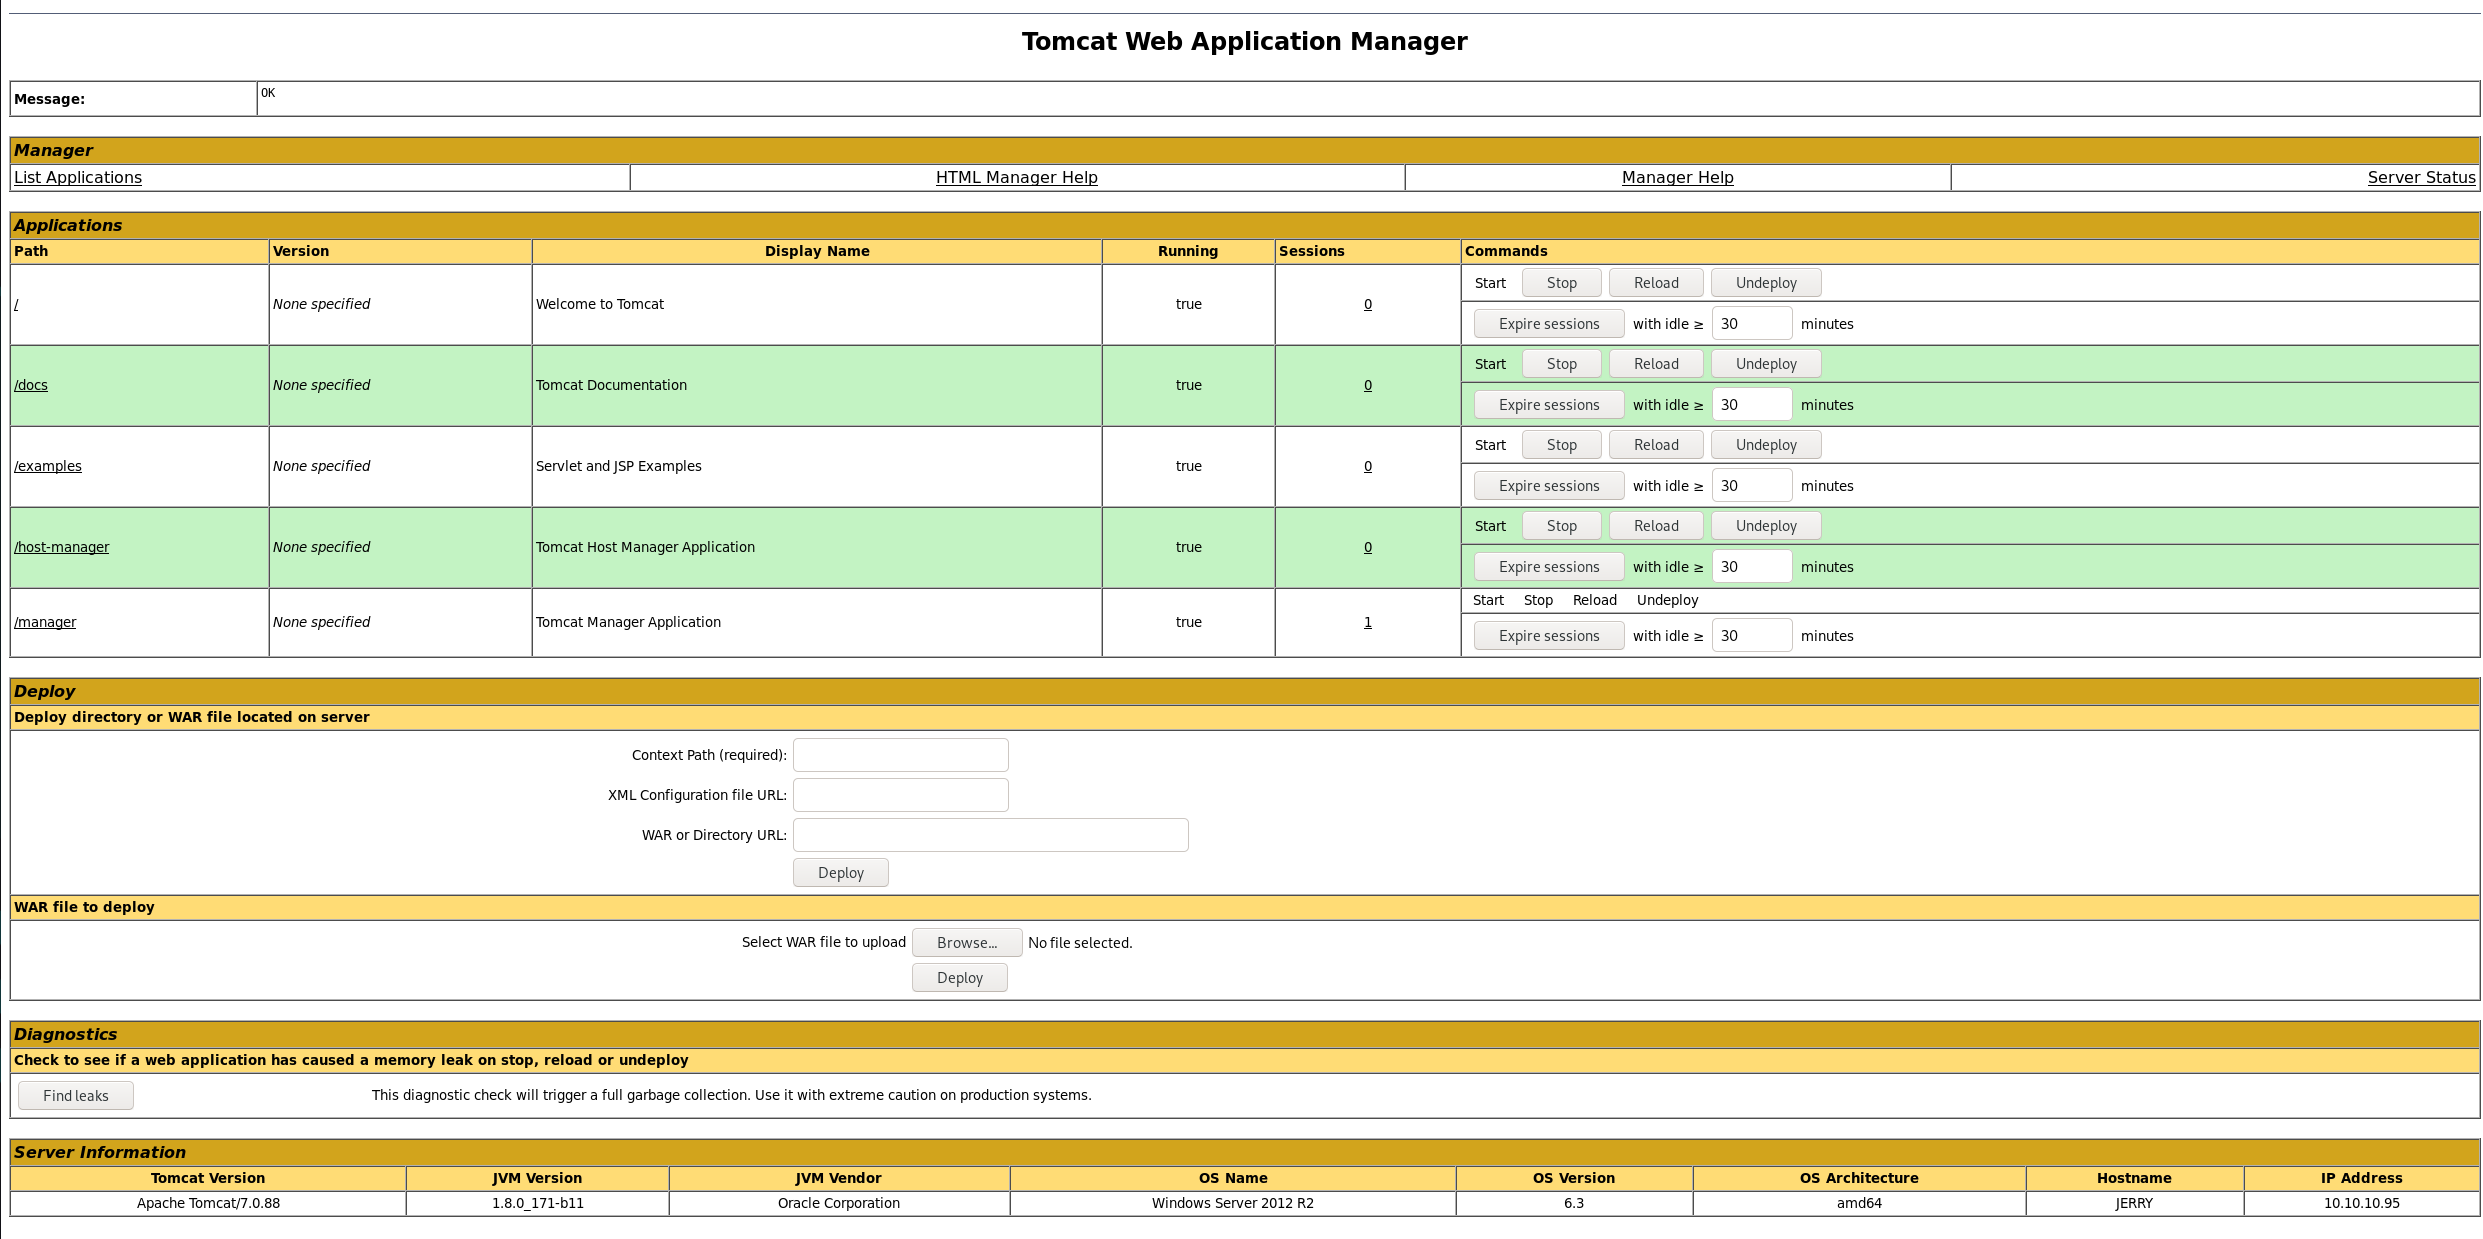 Tomcat Web Application Manager
Message: OK
Manager
List Applications HTML Manager Help Manager Help Server Status
Applications
Path Version Display Name Running Sessions Commands
/ None specified Welcome to Tomcat true 0 Start Stop Reload Undeploy
Expire sessions with idle ≥ 30 minutes
/docs None specified Tomcat Documentation true 0 Start Stop Reload Undeploy
Expire sessions with idle ≥ 30 minutes
/examples None specified Servlet and JSP Examples true 0 Start Stop Reload Undeploy
Expire sessions with idle ≥ 30 minutes
/host-manager None specified Tomcat Host Manager Application true 0 Start Stop Reload Undeploy
Expire sessions with idle ≥ 30 minutes
/manager None specified Tomcat Manager Application true 1 Start Stop Reload Undeploy
Expire sessions with idle ≥ 30 minutes
Deploy
Deploy directory or WAR file located on server
Context Path (required):
XML Configuration file URL:
WAR or Directory URL:
Deploy
WAR file to deploy
Select WAR file to upload Browse... No file selected.
Deploy
Diagnostics
Check to see if a web application has caused a memory leak on stop, reload or undeploy
Find leaks This diagnostic check will trigger a full garbage collection. Use it with extreme caution on production systems.
Server Information
Tomcat Version JVM Version JVM Vendor OS Name OS Version OS Architecture Hostname IP Address
Apache Tomcat/7.0.88 1.8.0_171-b11 Oracle Corporation Windows Server 2012 R2 6.3 amd64 JERRY 10.10.10.95